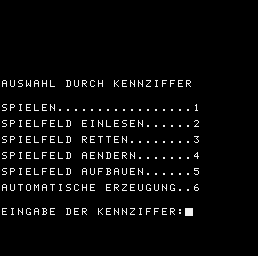 AUSWAHL DURCH KENNZIFFER
SPIELEN.................1
SPIELFELD EINLESEN......2
SPIELFELD RETTEN........3
SPIELFELD AENDERN.......4
SPIELFELD AUFBAUEN......5
AUTOMATISCHE ERZEUGUNG..6
EINGABE DER KENNZIFFER: